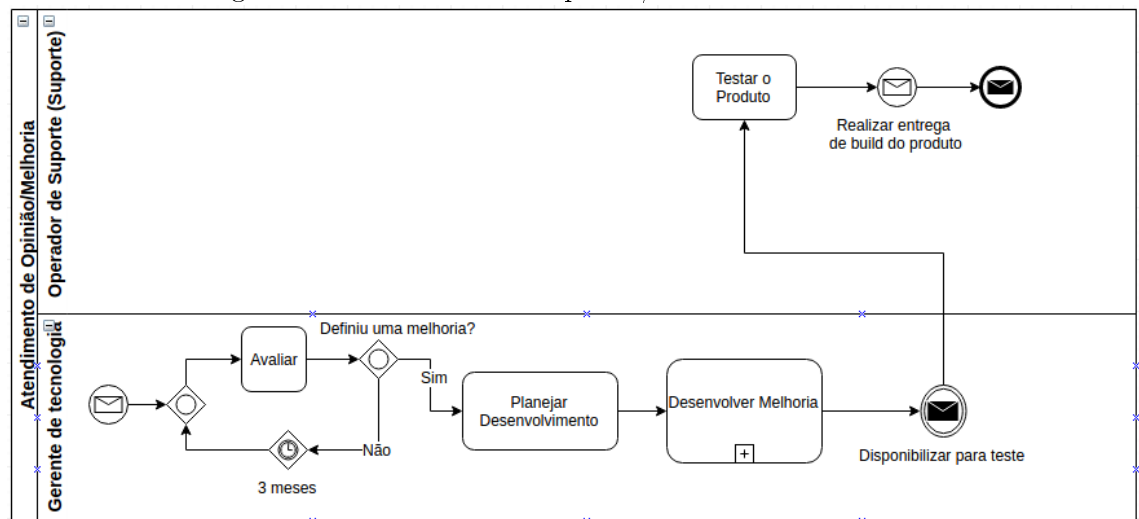 Atendimento de Opinião/Melhoria
Operador de Suporte (Suporte)
Testar o
Produto
Realizar entrega
de build do produto
Gerente de tecnologia
Definiu uma melhoria?
Avaliar
Sim
Não
3 meses
Planejar
Desenvolvimento
Desenvolver Melhoria
Disponibilizar para teste